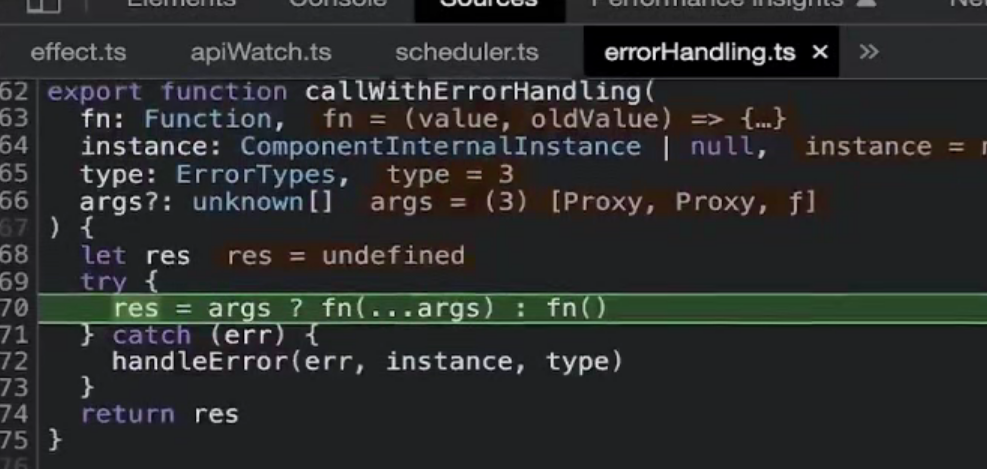 Elements Console Sources Performance insights
effect.ts apiWatch.ts scheduler.ts errorHandling.ts × »
62 export function callWithErrorHandling(
63 fn: Function, fn = (value, oldValue) => {…}
64 instance: ComponentInternalInstance | null, instance =
65 type: ErrorTypes, type = 3
66 args?: unknown[] args = (3) [Proxy, Proxy, ƒ]
67 ) {
68 let res res = undefined
69 try {
70 res = args ? fn(...args) : fn()
71 } catch (err) {
72 handleError(err, instance, type)
73 }
74 return res
75 }
76